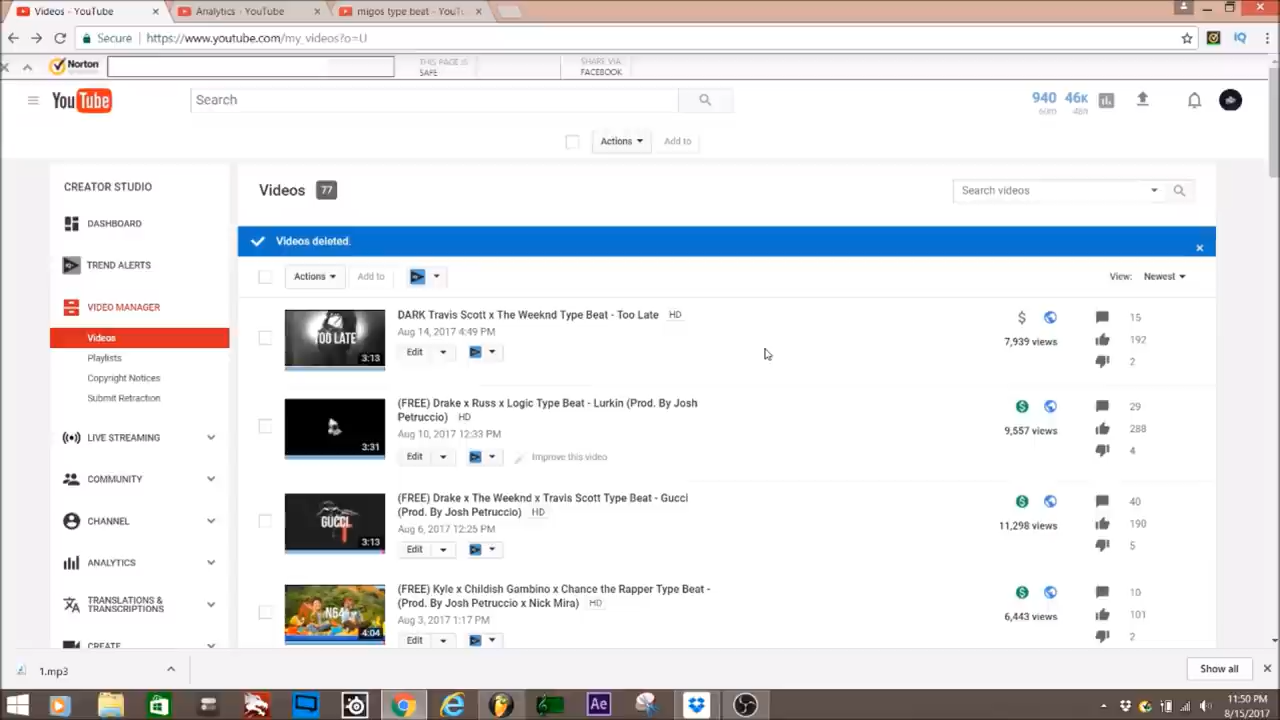 Videos - YouTube
Analytics - YouTube
migos type beat - YouTu
Secure
https://www.youtube.com/my_videos?o=U
IQ
Norton
THIS PAGE IS
SAFE
SHARE VIA
FACEBOOK
YouTube
Search
940
46K
60m
48h
Actions
Add to
CREATOR STUDIO
DASHBOARD
TREND ALERTS
VIDEO MANAGER
Videos
Playlists
Copyright Notices
Submit Retraction
LIVE STREAMING
COMMUNITY
CHANNEL
ANALYTICS
TRANSLATIONS &
TRANSCRIPTIONS
CREATE
Videos
77
Search videos
Videos deleted.
Actions
Add to
View:
Newest
TOO LATE
3:13
DARK Travis Scott x The Weeknd Type Beat - Too Late HD
Aug 14, 2017 4:49 PM
Edit
7,939 views
15
192
2
3:31
(FREE) Drake x Russ x Logic Type Beat - Lurkin (Prod. By Josh
Petruccio) HD
Aug 10, 2017 12:33 PM
Edit
Improve this video
9,557 views
29
288
4
GUCCI
3:13
(FREE) Drake x The Weeknd x Travis Scott Type Beat - Gucci
(Prod. By Josh Petruccio) HD
Aug 6, 2017 12:25 PM
Edit
11,298 views
40
190
5
N64
4:04
(FREE) Kyle x Childish Gambino x Chance the Rapper Type Beat -
(Prod. By Josh Petruccio x Nick Mira) HD
Aug 3, 2017 1:17 PM
Edit
6,443 views
10
101
2
1.mp3
Show all
Ae
11:50 PM
8/15/2017